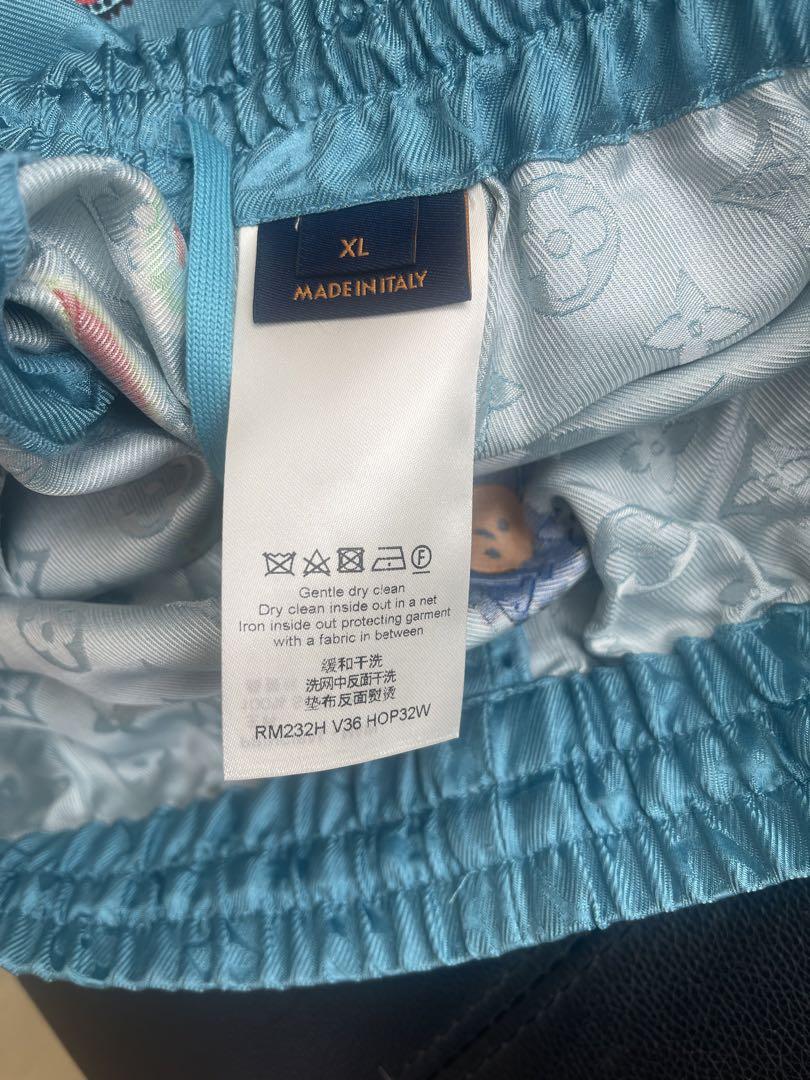 XL
MADE IN ITALY
F
Gentle dry clean
Dry clean inside out in a net
Iron inside out protecting garment
with a fabric in between
缓和干洗
洗网中反面干洗
垫布反面熨烫
RM232H V36 HOP32W